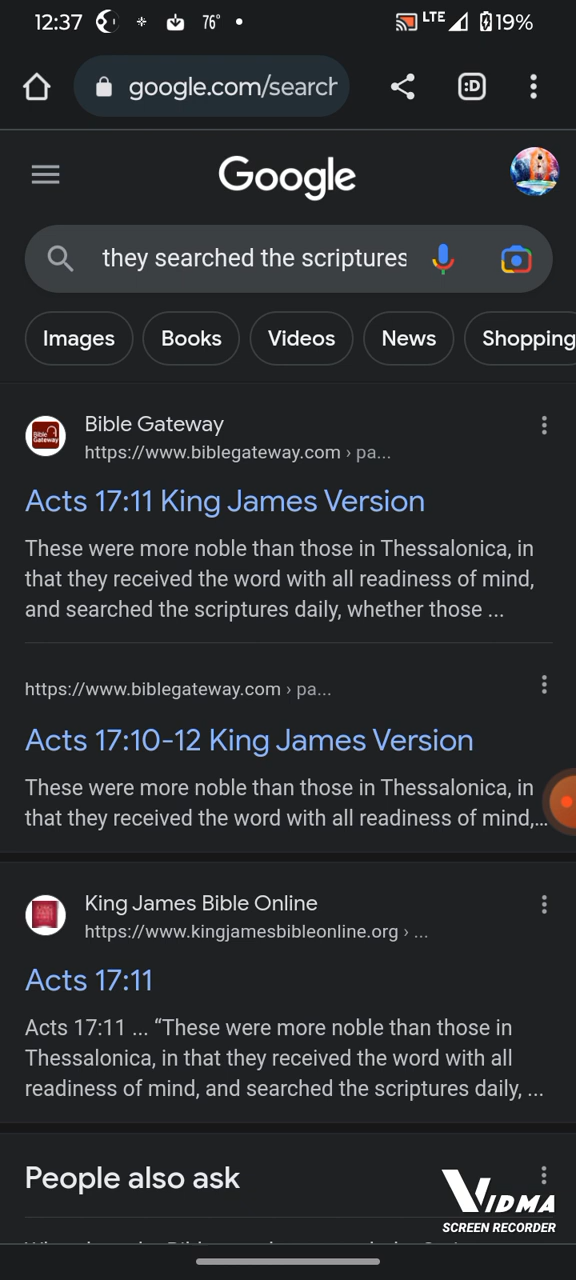 12:37 76° LTE 19%
google.com/search :D
Google
they searched the scriptures
Images Books Videos News Shopping
Bible Gateway
https://www.biblegateway.com › pa...
Acts 17:11 King James Version
These were more noble than those in Thessalonica, in
that they received the word with all readiness of mind,
and searched the scriptures daily, whether those ...
https://www.biblegateway.com › pa...
Acts 17:10-12 King James Version
These were more noble than those in Thessalonica, in
that they received the word with all readiness of mind,...
King James Bible Online
https://www.kingjamesbibleonline.org › ...
Acts 17:11
Acts 17:11 ... “These were more noble than those in
Thessalonica, in that they received the word with all
readiness of mind, and searched the scriptures daily, ...
People also ask
VIDMA
SCREEN RECORDER